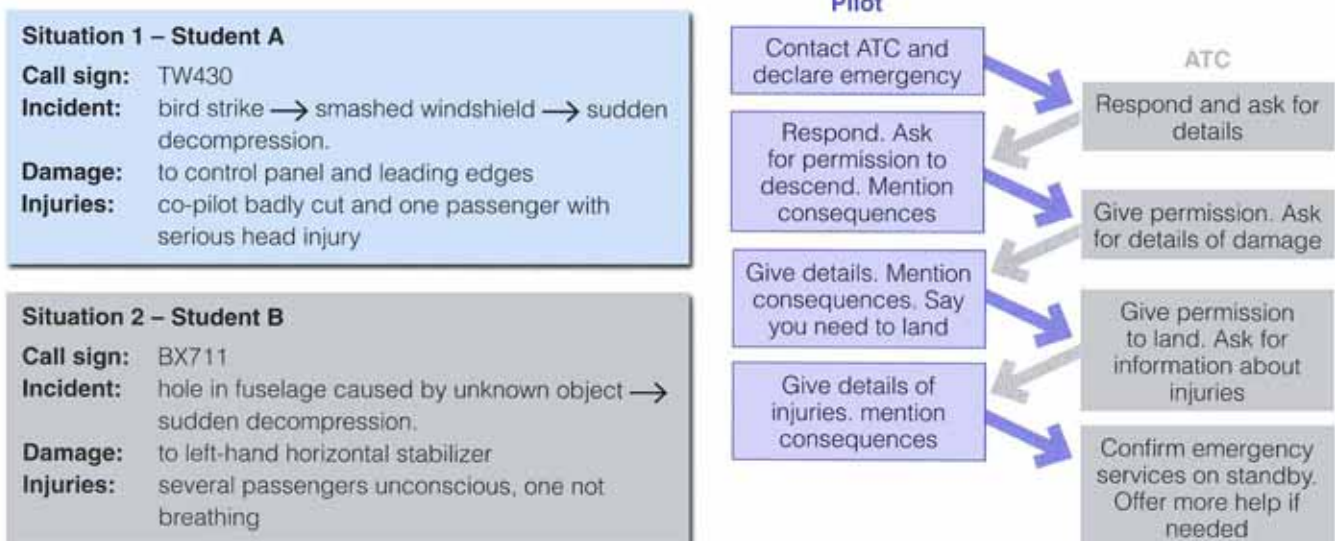 Situation 1 – Student A
Call sign: TW430
Incident: bird strike → smashed windshield → sudden
decompression.
Damage: to control panel and leading edges
Injuries: co-pilot badly cut and one passenger with
serious head injury
Situation 2 – Student B
Call sign: BX711
Incident: hole in fuselage caused by unknown object →
sudden decompression.
Damage: to left-hand horizontal stabilizer
Injuries: several passengers unconscious, one not
breathing
Pilot
Contact ATC and
declare emergency
ATC
Respond and ask for
details
Respond. Ask
for permission to
descend. Mention
consequences
Give permission. Ask
for details of damage
Give details. Mention
consequences. Say
you need to land
Give permission
to land. Ask for
information about
injuries
Give details of
injuries. mention
consequences
Confirm emergency
services on standby.
Offer more help if
needed